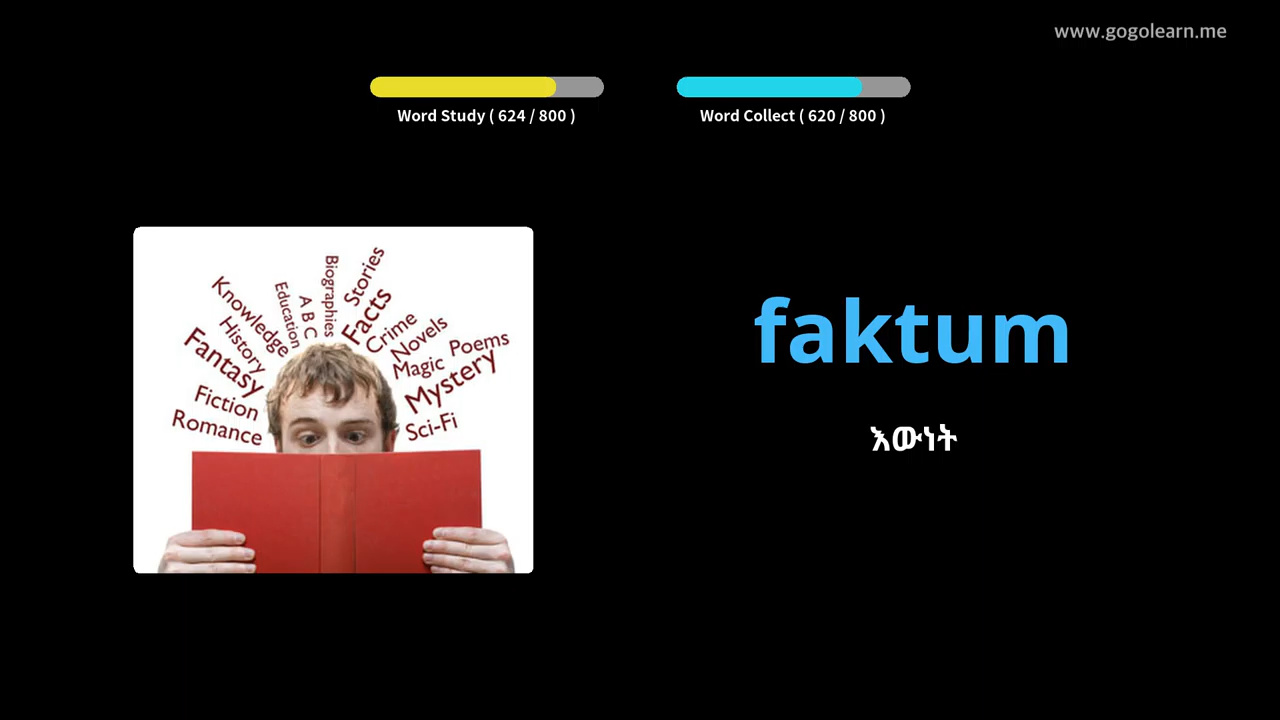 www.gogolearn.me
Word Study ( 624 / 800 )
Word Collect ( 620 / 800 )
Knowledge
Education
A B C
Biographies
Stories
Facts
Crime
Novels
Poems
History
Fantasy
Magic
Mystery
Fiction
Romance
Sci-Fi
faktum
እውነት